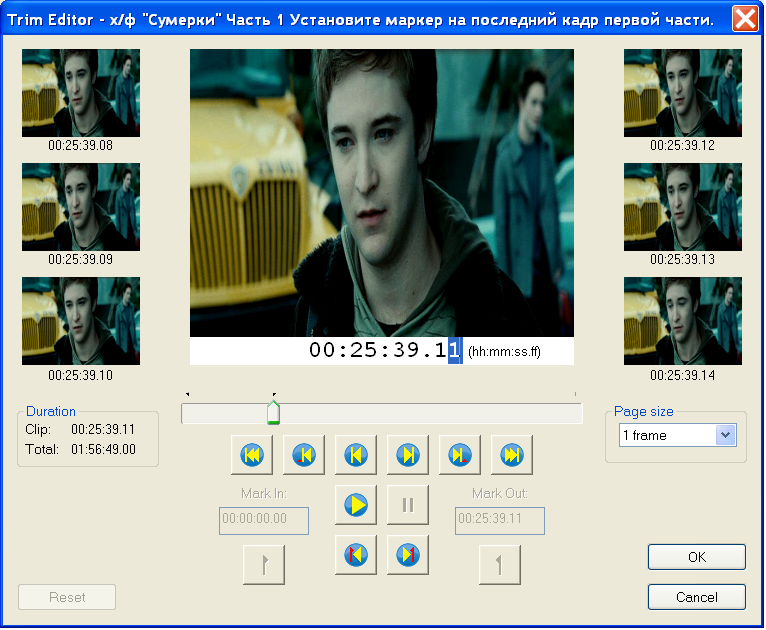 Trim Editor - х/ф "Сумерки" Часть 1 Установите маркер на последний кадр первой части.
00:25:39.08
00:25:39.09
00:25:39.10
00:25:39.11 (hh:mm:ss.ff)
00:25:39.12
00:25:39.13
00:25:39.14
Duration
Clip: 00:25:39.11
Total: 01:56:49.00
Page size
1 frame
Mark In:
00:00:00.00
Mark Out:
00:25:39.11
Reset
OK
Cancel